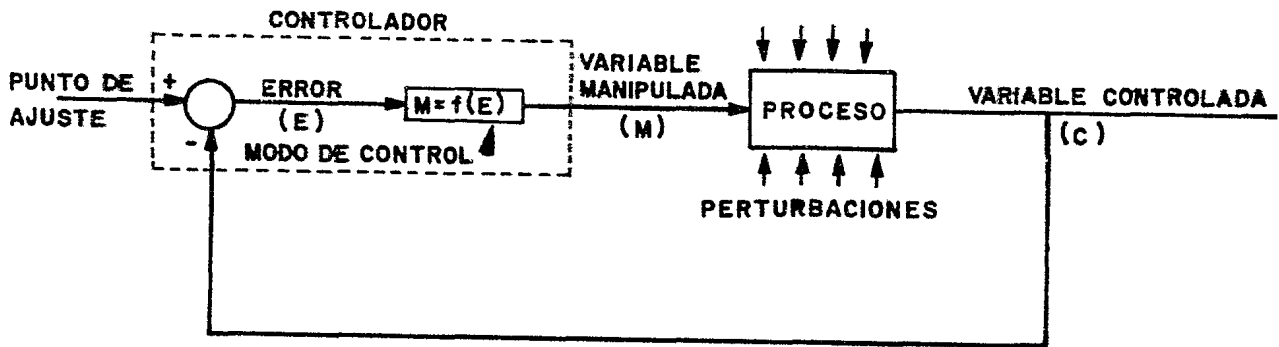 CONTROLADOR
PUNTO DE
AJUSTE
+
-
ERROR
(E)
M=f(E)
MODO DE CONTROL
VARIABLE
MANIPULADA
(M)
PROCESO
PERTURBACIONES
VARIABLE CONTROLADA
(C)